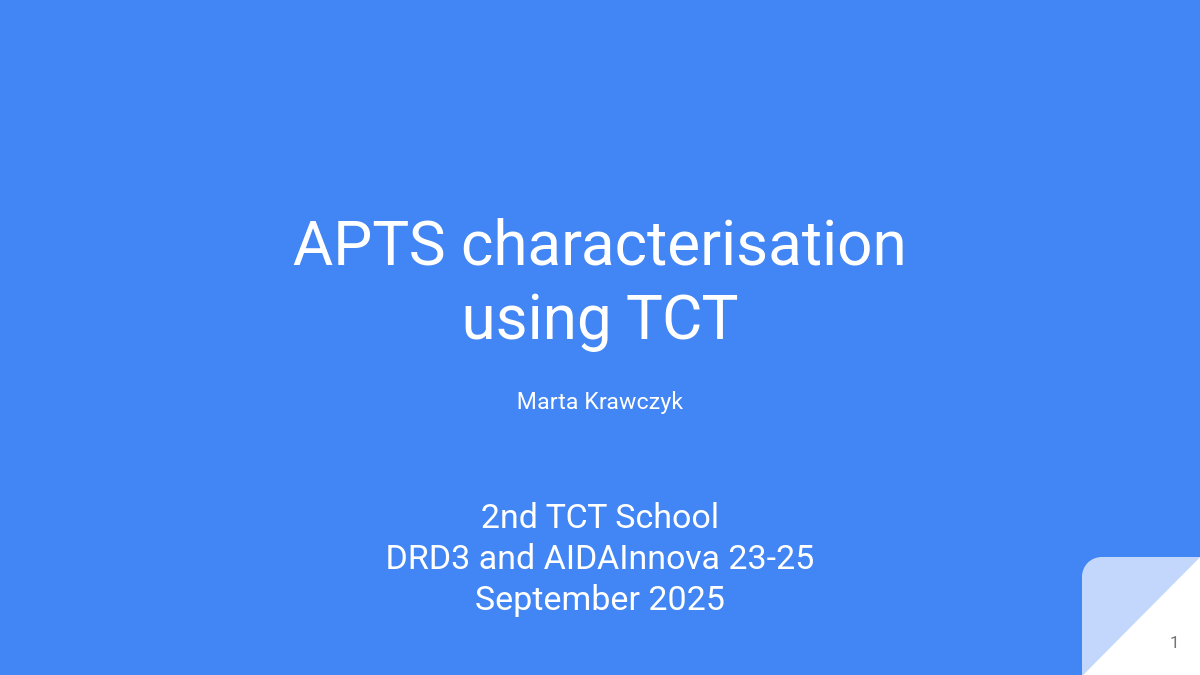 APTS characterisation
using TCT
Marta Krawczyk
2nd TCT School
DRD3 and AIDAInnova 23-25
September 2025
1